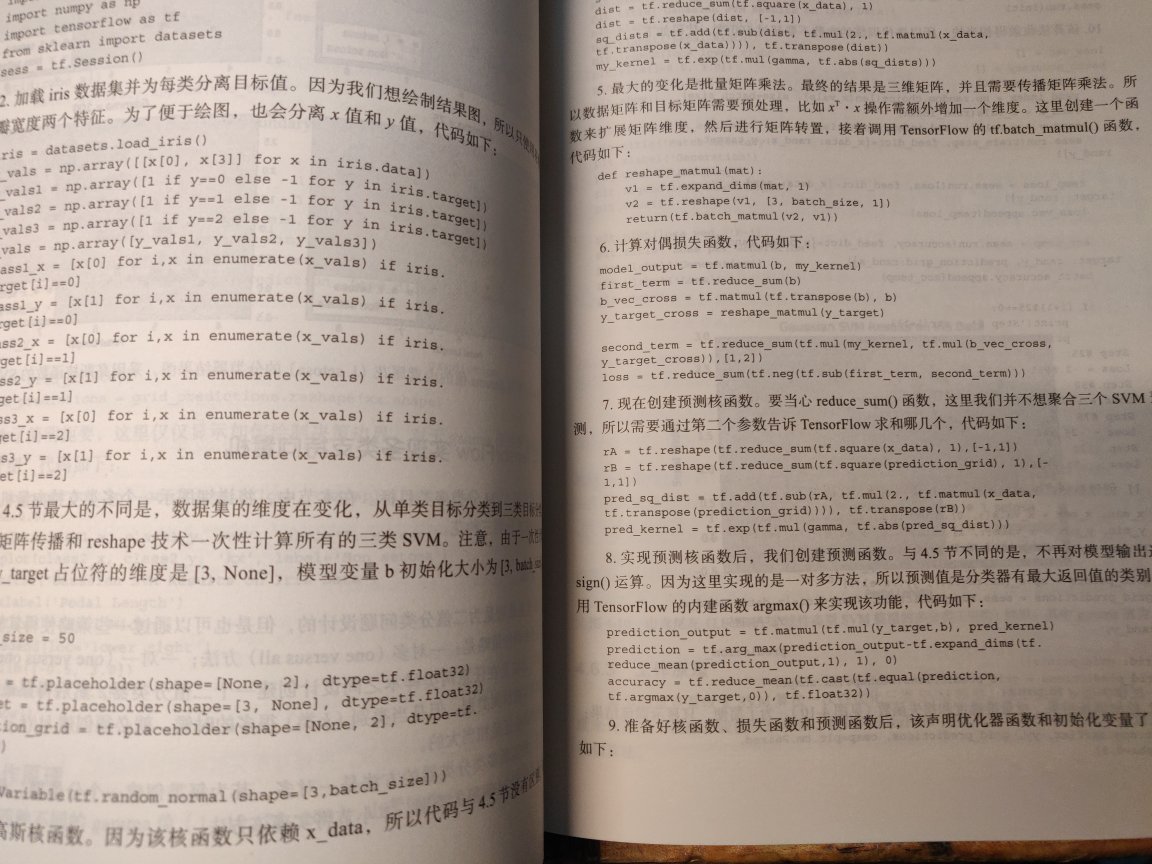 import numpy as np
import tensorflow as tf
from sklearn import datasets
sess = tf.Session()
2. 加载 iris 数据集并为每类分离目标值。因为我们想绘制结果图，所以只
宽度两个特征。为了便于绘图，也会分离 x 值和 y 值，代码如下：
ris = datasets.load_iris()
_vals = np.array([[x[0], x[3]] for x in iris.data])
_vals1 = np.array([1 if y==0 else -1 for y in iris.target])
_vals2 = np.array([1 if y==1 else -1 for y in iris.target])
_vals3 = np.array([1 if y==2 else -1 for y in iris.target])
_vals = np.array([y_vals1, y_vals2, y_vals3])
ass1_x = [x[0] for i,x in enumerate(x_vals) if iris.
rget[i]==0]
ass1_y = [x[1] for i,x in enumerate(x_vals) if iris.
rget[i]==0]
ass2_x = [x[0] for i,x in enumerate(x_vals) if iris.
get[i]==1]
ss2_y = [x[1] for i,x in enumerate(x_vals) if iris.
get[i]==1]
ss3_x = [x[0] for i,x in enumerate(x_vals) if iris.
get[i]==2]
s3_y = [x[1] for i,x in enumerate(x_vals) if iris.
et[i]==2]
4.5 节最大的不同是，数据集的维度在变化，从单类目标分类到三类目标
矩阵传播和 reshape 技术一次性计算所有的三类 SVM。注意，由于一次性
y_target 占位符的维度是 [3, None]，模型变量 b 初始化大小为 [3, batch_
_size = 50
= tf.placeholder(shape=[None, 2], dtype=tf.float32)
et = tf.placeholder(shape=[3, None], dtype=tf.float32)
ion_grid = tf.placeholder(shape=[None, 2], dtype=tf.
)
Variable(tf.random_normal(shape=[3,batch_size]))
高斯核函数。因为该核函数只依赖 x_data，所以代码与 4.5 节没有区
dist = tf.reduce_sum(tf.square(x_data), 1)
dist = tf.reshape(dist, [-1,1])
sq_dists = tf.add(tf.sub(dist, tf.mul(2., tf.matmul(x_data,
tf.transpose(x_data)))), tf.transpose(dist))
my_kernel = tf.exp(tf.mul(gamma, tf.abs(sq_dists)))
5. 最大的变化是批量矩阵乘法。最终的结果是三维矩阵，并且需要传播矩阵乘法。所
以数据矩阵和目标矩阵需要预处理，比如 xᵀ · x 操作需额外增加一个维度。这里创建一个函
数来扩展矩阵维度，然后进行矩阵转置，接着调用 TensorFlow 的 tf.batch_matmul() 函数，
代码如下：
def reshape_matmul(mat):
v1 = tf.expand_dims(mat, 1)
v2 = tf.reshape(v1, [3, batch_size, 1])
return(tf.batch_matmul(v2, v1))
6. 计算对偶损失函数，代码如下：
model_output = tf.matmul(b, my_kernel)
first_term = tf.reduce_sum(b)
b_vec_cross = tf.matmul(tf.transpose(b), b)
y_target_cross = reshape_matmul(y_target)
second_term = tf.reduce_sum(tf.mul(my_kernel, tf.mul(b_vec_cross,
y_target_cross)),[1,2])
loss = tf.reduce_sum(tf.neg(tf.sub(first_term, second_term)))
7. 现在创建预测核函数。要当心 reduce_sum() 函数，这里我们并不想聚合三个 SVM
测，所以需要通过第二个参数告诉 TensorFlow 求和哪几个，代码如下：
rA = tf.reshape(tf.reduce_sum(tf.square(x_data), 1),[-1,1])
rB = tf.reshape(tf.reduce_sum(tf.square(prediction_grid), 1),[-
1,1])
pred_sq_dist = tf.add(tf.sub(rA, tf.mul(2., tf.matmul(x_data,
tf.transpose(prediction_grid)))), tf.transpose(rB))
pred_kernel = tf.exp(tf.mul(gamma, tf.abs(pred_sq_dist)))
8. 实现预测核函数后，我们创建预测函数。与 4.5 节不同的是，不再对模型输出
sign() 运算。因为这里实现的是一对多方法，所以预测值是分类器有最大返回值的类别
用 TensorFlow 的内建函数 argmax() 来实现该功能，代码如下：
prediction_output = tf.matmul(tf.mul(y_target,b), pred_kernel)
prediction = tf.arg_max(prediction_output-tf.expand_dims(tf.
reduce_mean(prediction_output,1), 1), 0)
accuracy = tf.reduce_mean(tf.cast(tf.equal(prediction,
tf.argmax(y_target,0)), tf.float32))
9. 准备好核函数、损失函数和预测函数后，该声明优化器函数和初始化变量了
如下：